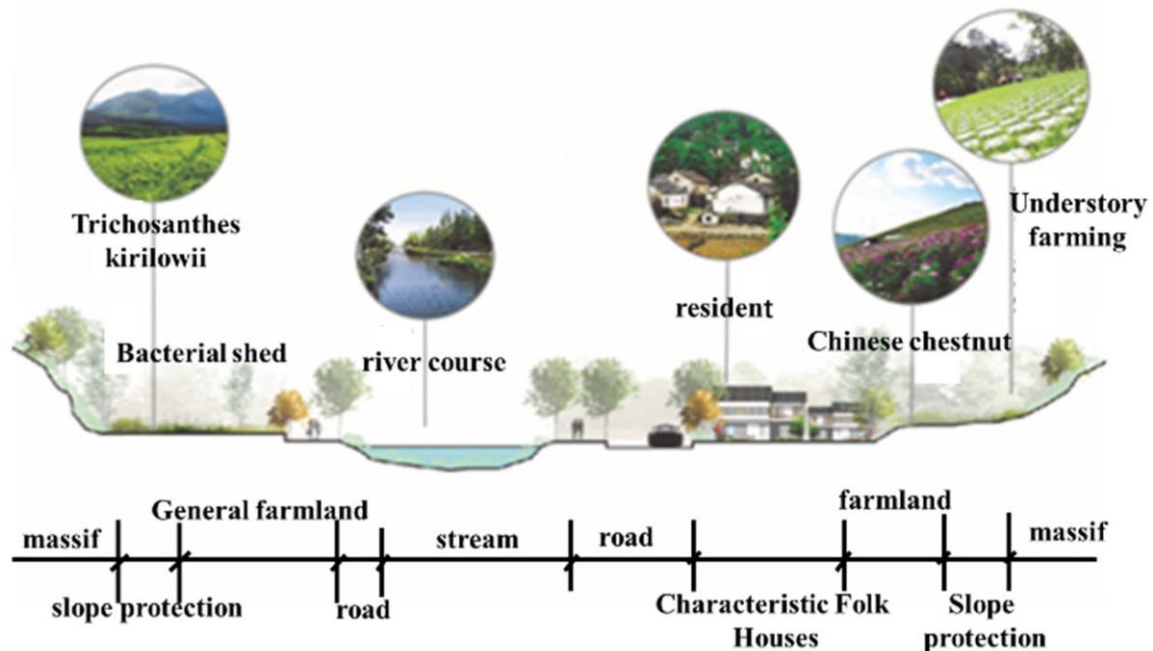 Trichosanthes
kirilowii
Bacterial shed
river course
resident
Chinese chestnut
Understory
farming
massif
General farmland
stream
road
farmland
massif
slope protection
road
Characteristic Folk
Houses
Slope
protection